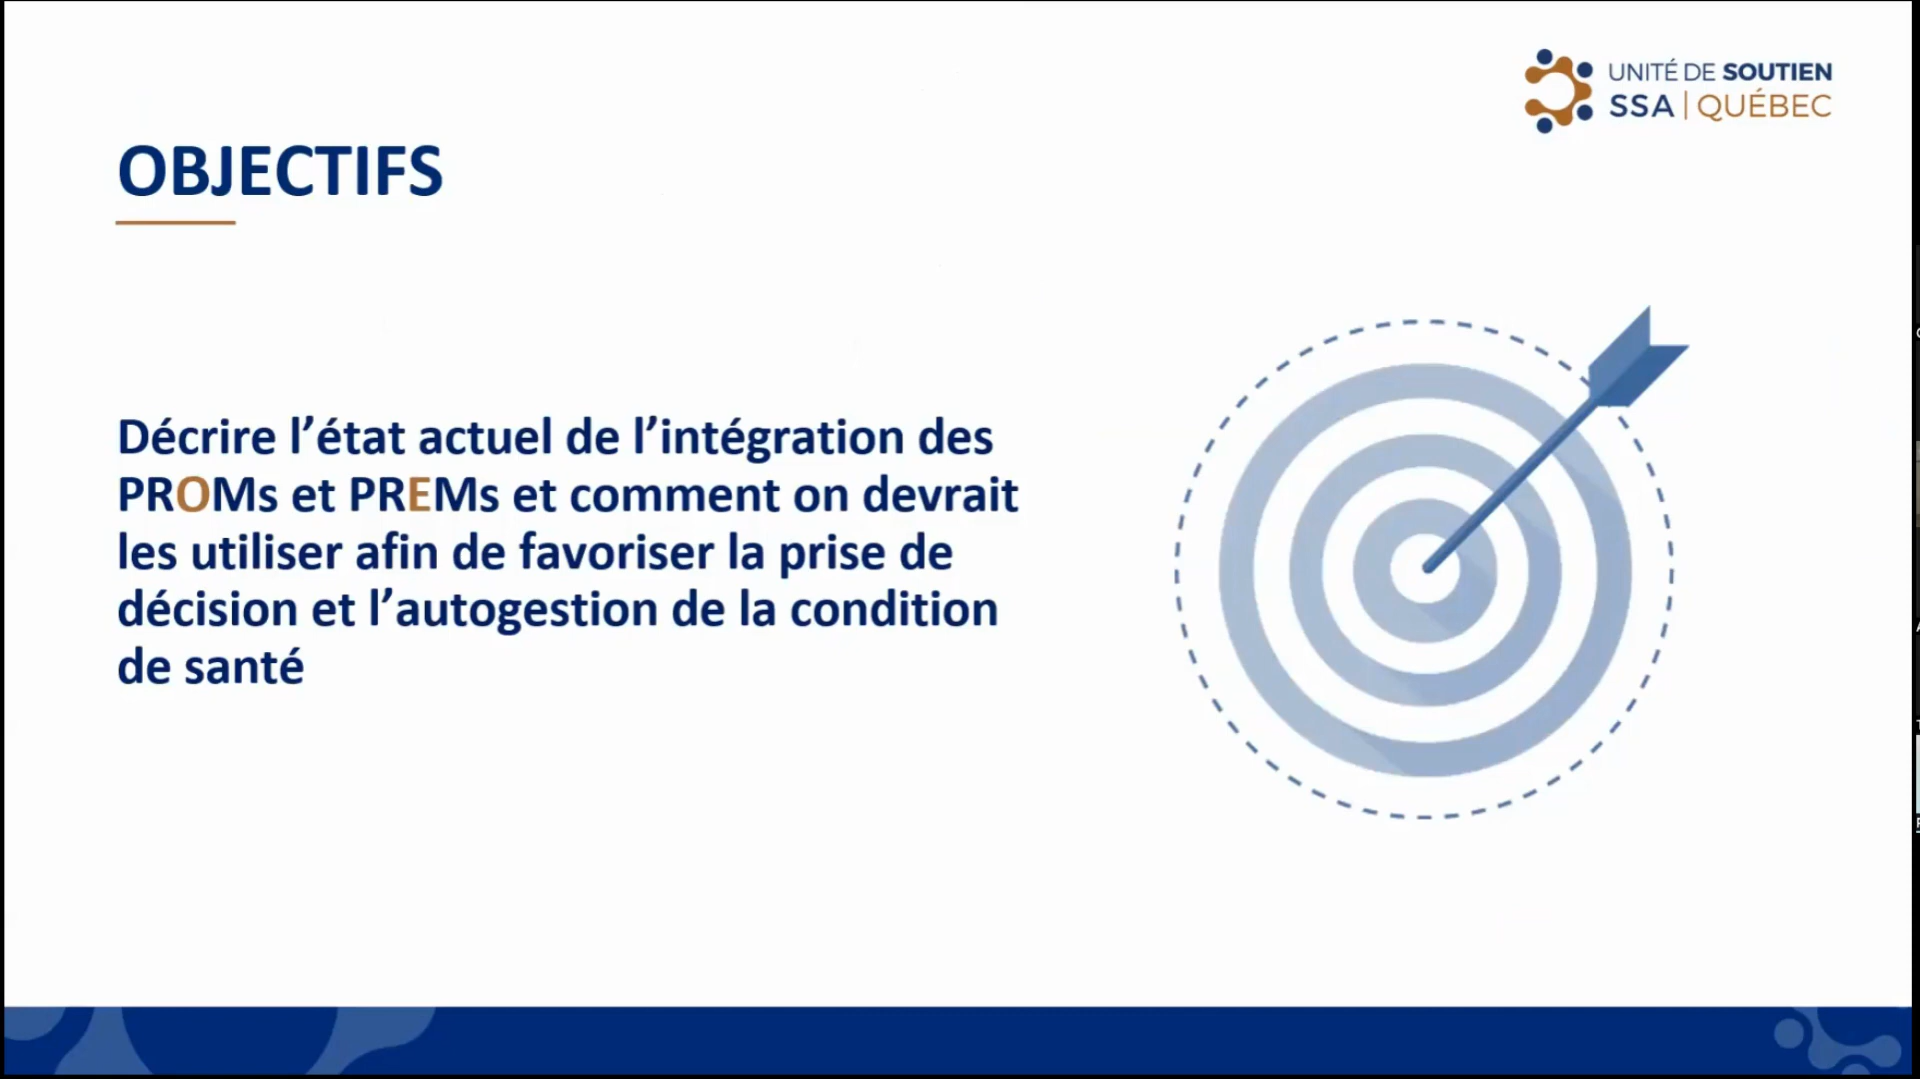 UNITÉ DE SOUTIEN
SSA | QUÉBEC
OBJECTIFS
Décrire l’état actuel de l’intégration des
PROMs et PREMs et comment on devrait
les utiliser afin de favoriser la prise de
décision et l’autogestion de la condition
de santé